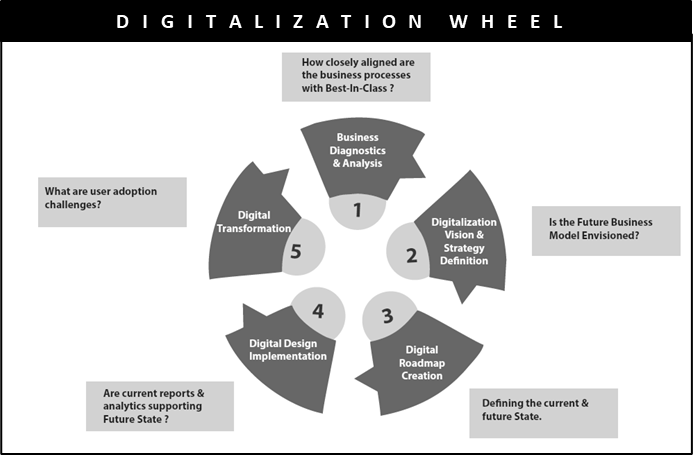 DIGITALIZATION WHEEL
How closely aligned are
the business processes
with Best-In-Class ?
Business
Diagnostics
& Analysis
1
Digitalization
Vision &
Strategy
Definition
2
Is the Future Business
Model Envisioned?
Digital
Roadmap
Creation
3
Defining the current &
future State.
Digital Design
Implementation
4
Are current reports &
analytics supporting
Future State ?
Digital
Transformation
5
What are user adoption
challenges?